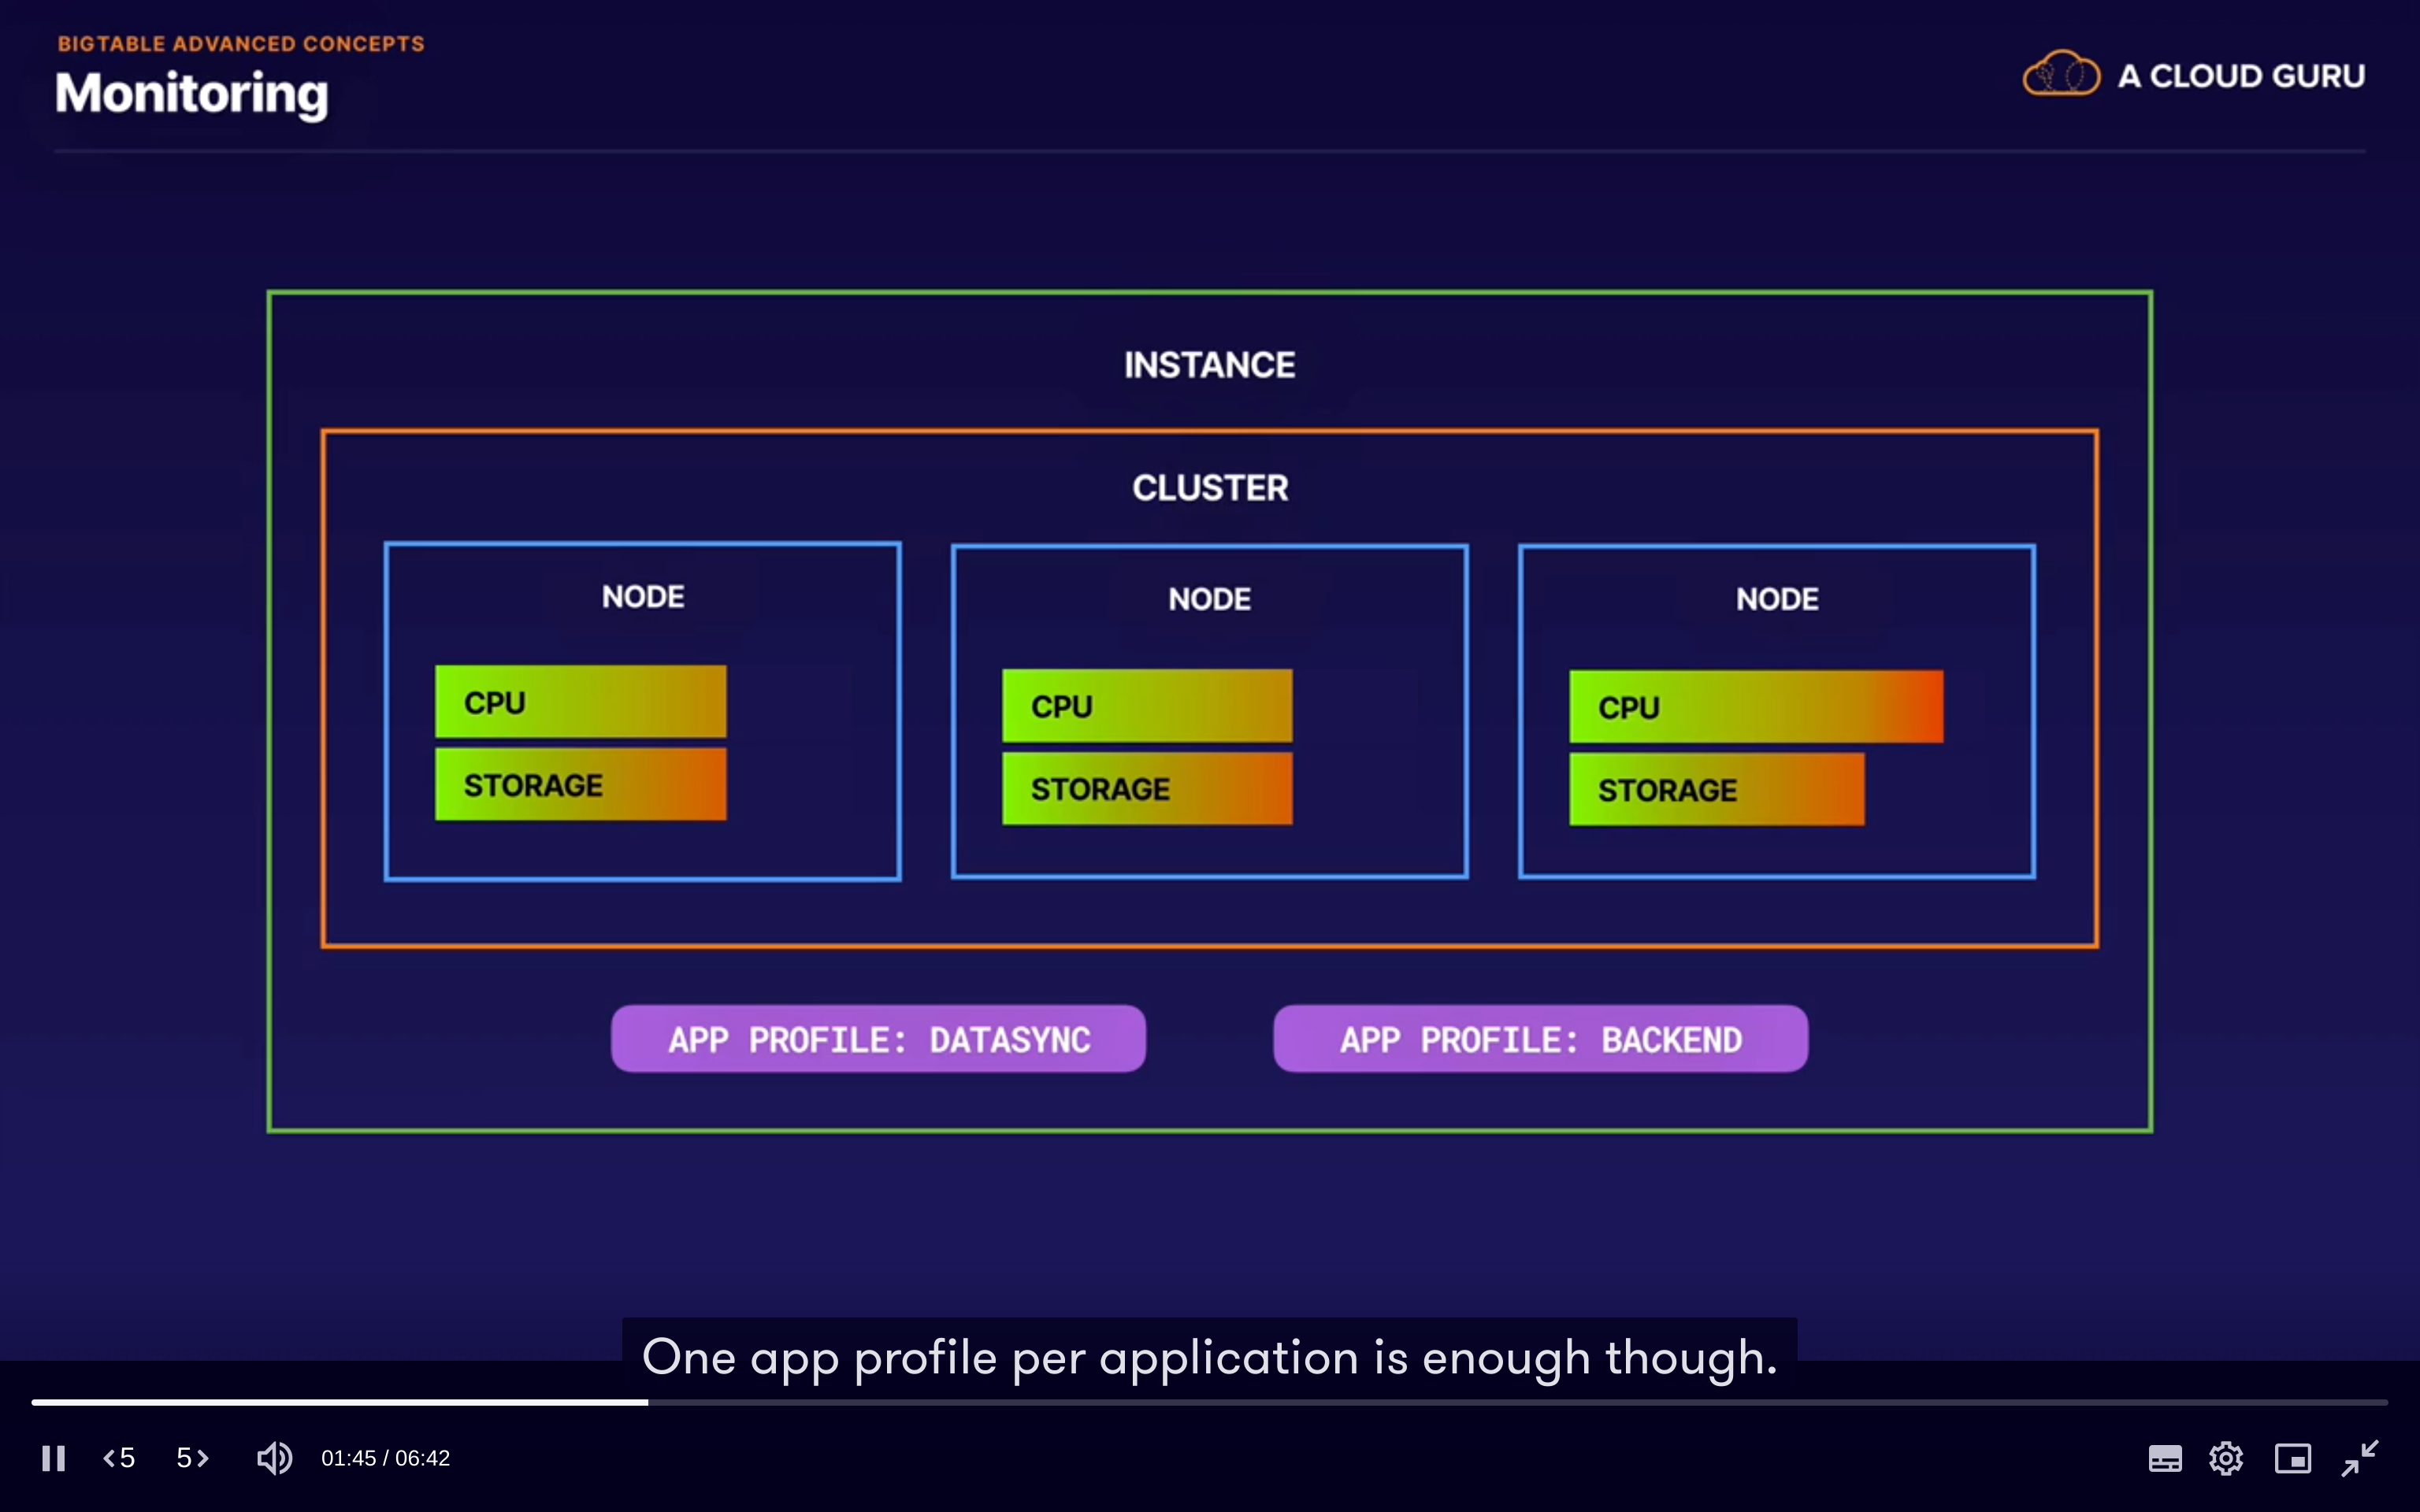 BIGTABLE ADVANCED CONCEPTS
Monitoring
A CLOUD GURU
INSTANCE
CLUSTER
NODE
CPU
STORAGE
NODE
CPU
STORAGE
NODE
CPU
STORAGE
APP PROFILE: DATASYNC
APP PROFILE: BACKEND
One app profile per application is enough though.
<5 5> 01:45 / 06:42